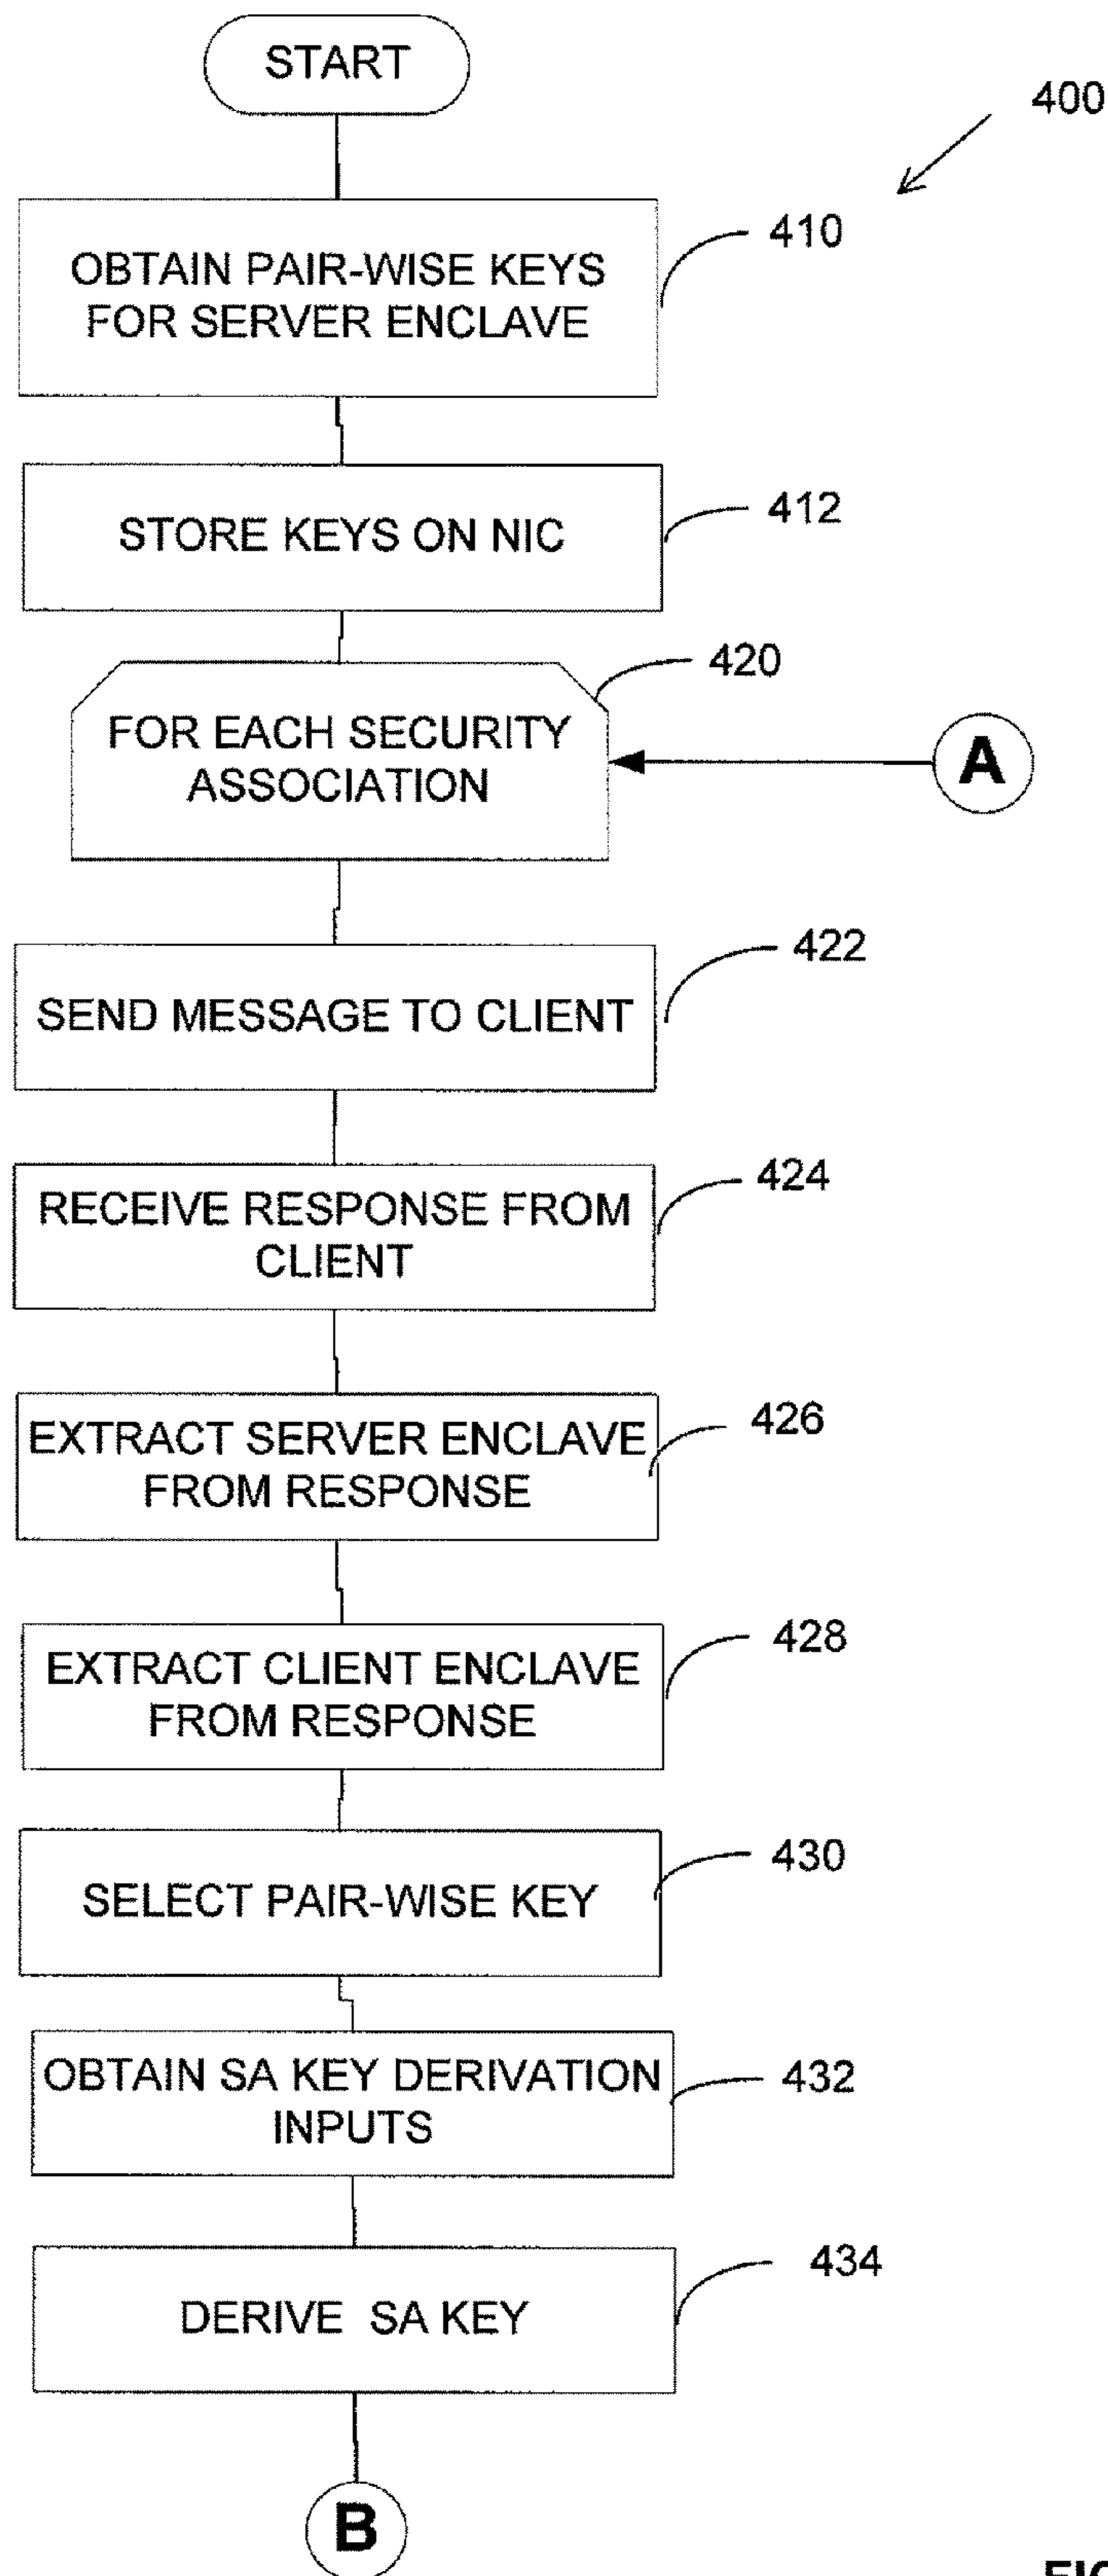 START
400
OBTAIN PAIR-WISE KEYS
FOR SERVER ENCLAVE
410
STORE KEYS ON NIC
412
420
FOR EACH SECURITY
ASSOCIATION
A
422
SEND MESSAGE TO CLIENT
424
RECEIVE RESPONSE FROM
CLIENT
426
EXTRACT SERVER ENCLAVE
FROM RESPONSE
428
EXTRACT CLIENT ENCLAVE
FROM RESPONSE
430
SELECT PAIR-WISE KEY
432
OBTAIN SA KEY DERIVATION
INPUTS
434
DERIVE SA KEY
B